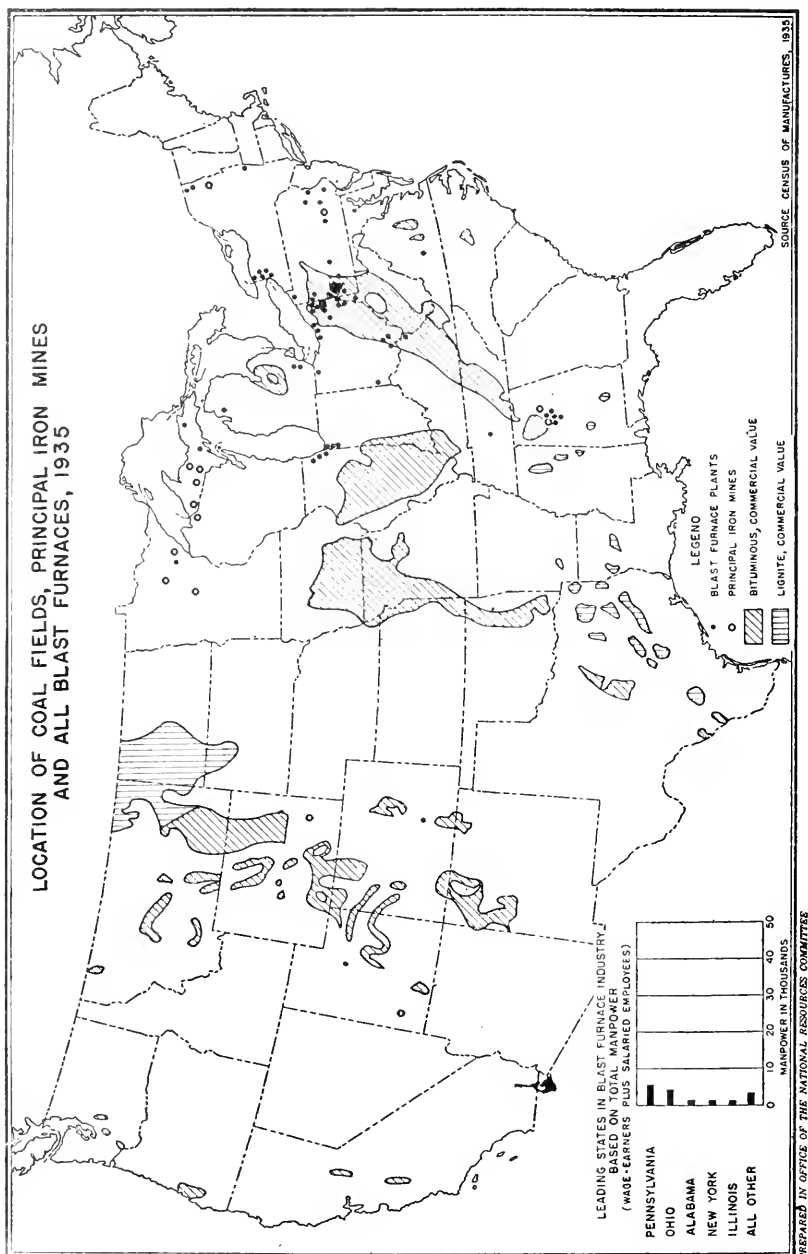 LOCATION OF COAL FIELDS, PRINCIPAL IRON MINES
AND ALL BLAST FURNACES, 1935
LEGEND
BLAST FURNACE PLANTS
PRINCIPAL IRON MINES
BITUMINOUS, COMMERCIAL VALUE
LIGNITE, COMMERCIAL VALUE
LEADING STATES IN BLAST FURNACE INDUSTRY
BASED ON TOTAL MANPOWER
(WAGE-EARNERS PLUS SALARIED EMPLOYEES)
PENNSYLVANIA
OHIO
ALABAMA
NEW YORK
ILLINOIS
ALL OTHER
0 10 20 30 40 50
MANPOWER IN THOUSANDS
SOURCE CENSUS OF MANUFACTURES, 1935
PREPARED IN OFFICE OF THE NATIONAL RESOURCES COMMITTEE